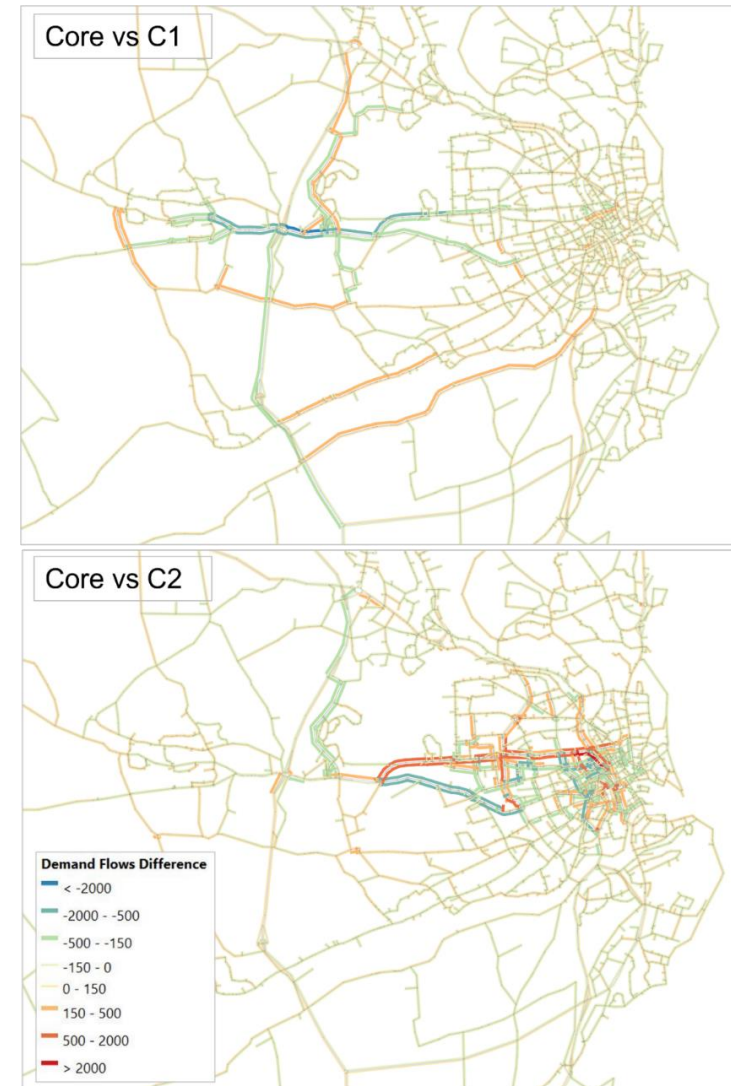 Core vs C1
Core vs C2
Demand Flows Difference
< -2000
-2000 - -500
-500 - -150
-150 - 0
0 - 150
150 - 500
500 - 2000
> 2000